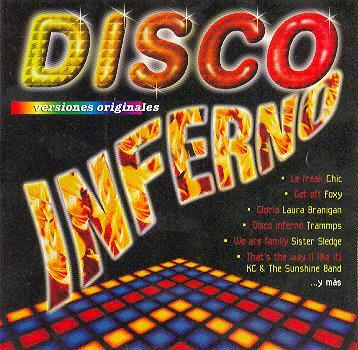 DISCO
versiones originales
INFERNO
• Le freak Chic
• Get off Foxy
• Gloria Laura Branigan
• Disco inferno Trammps
• We are family Sister Sledge
• That's the way (I like it)
KC & The Sunshine Band
...y más